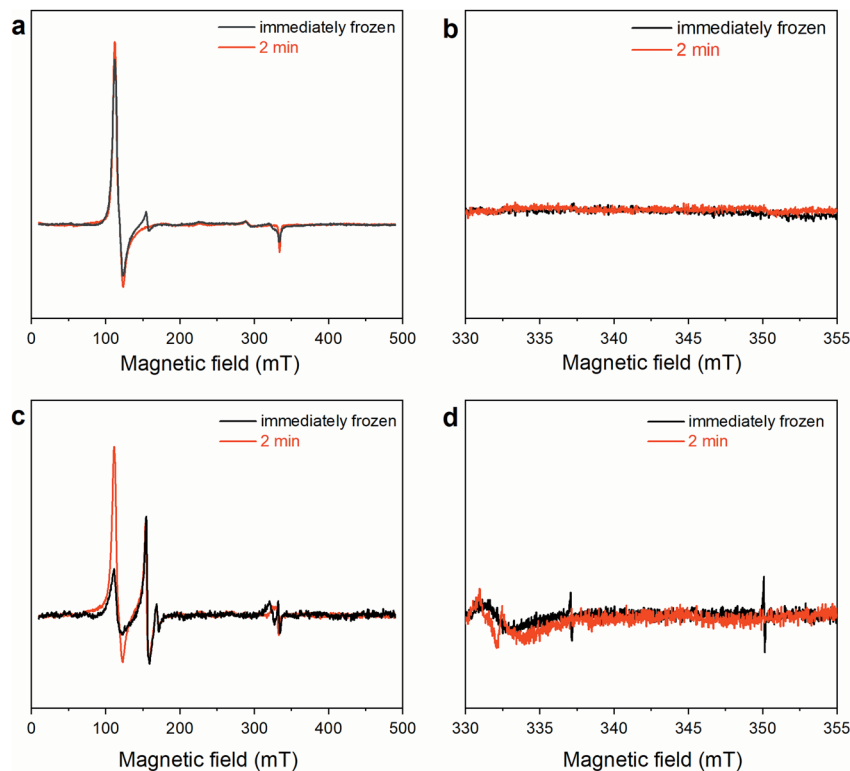 a
immediately frozen
2 min
0 100 200 300 400 500
Magnetic field (mT)
b
immediately frozen
2 min
330 335 340 345 350 355
Magnetic field (mT)
c
immediately frozen
2 min
0 100 200 300 400 500
Magnetic field (mT)
d
immediately frozen
2 min
330 335 340 345 350 355
Magnetic field (mT)